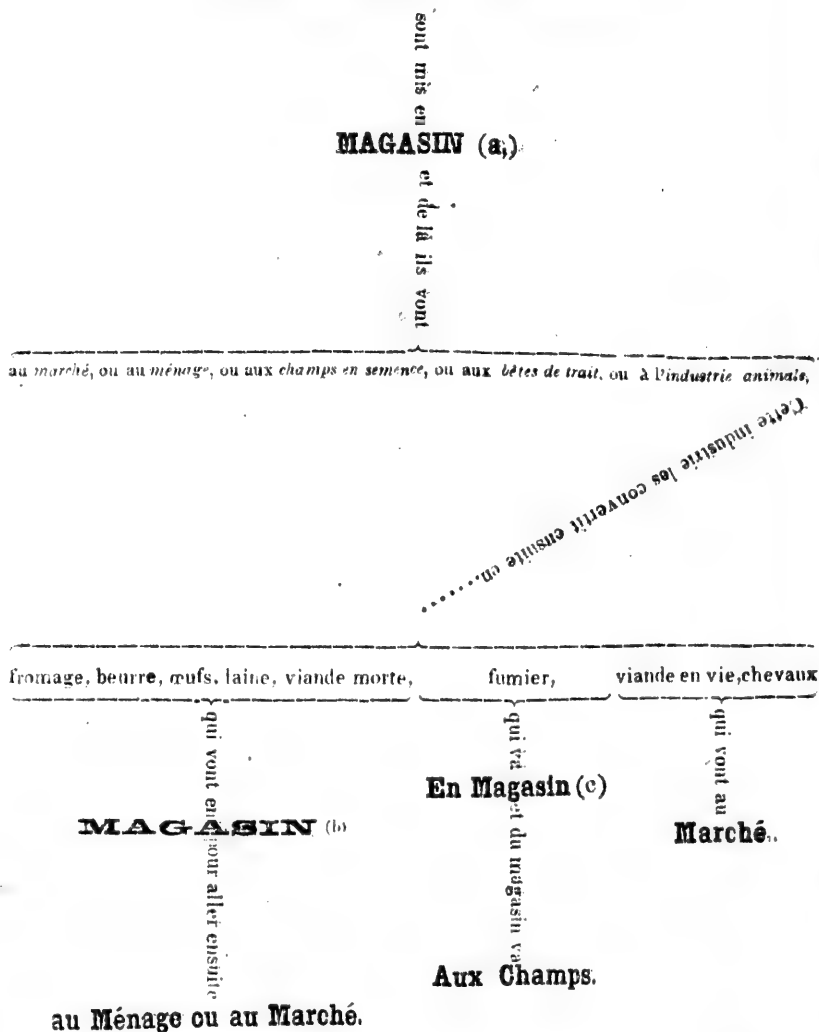 sont mis en
MAGASIN (a)
et de là ils vont
au marché, ou au ménage, ou aux champs en semence, ou aux bêtes de trait, ou à l'industrie animale,
Cette industrie les convertit ensuite en.......
fromage, beurre, œufs, laine, viande morte,
fumier,
viande en vie, chevaux
qui vont en
MAGASIN (b)
pour aller ensuite
au Ménage ou au Marché.
qui va
En Magasin (c)
et du magasin va
Aux Champs.
qui vont au
Marché.